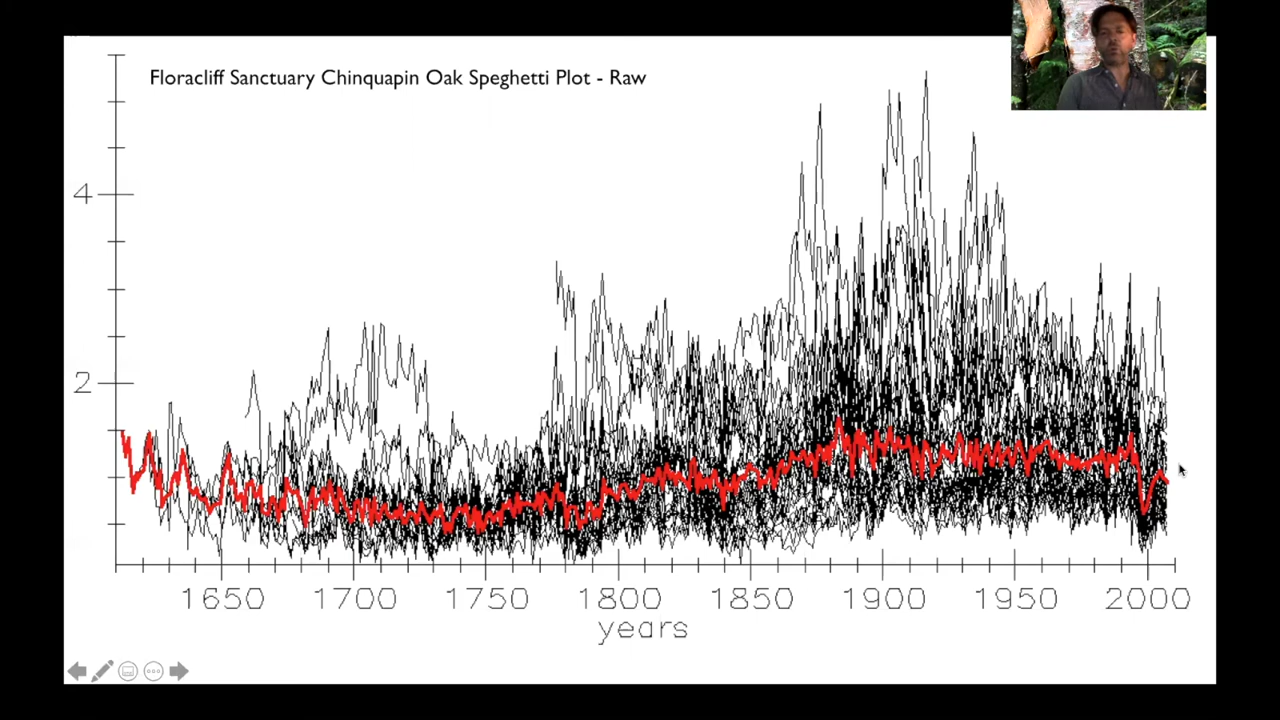 Floracliff Sanctuary Chinquapin Oak Speghetti Plot - Raw
4
2
1650 1700 1750 1800 1850 1900 1950 2000
years